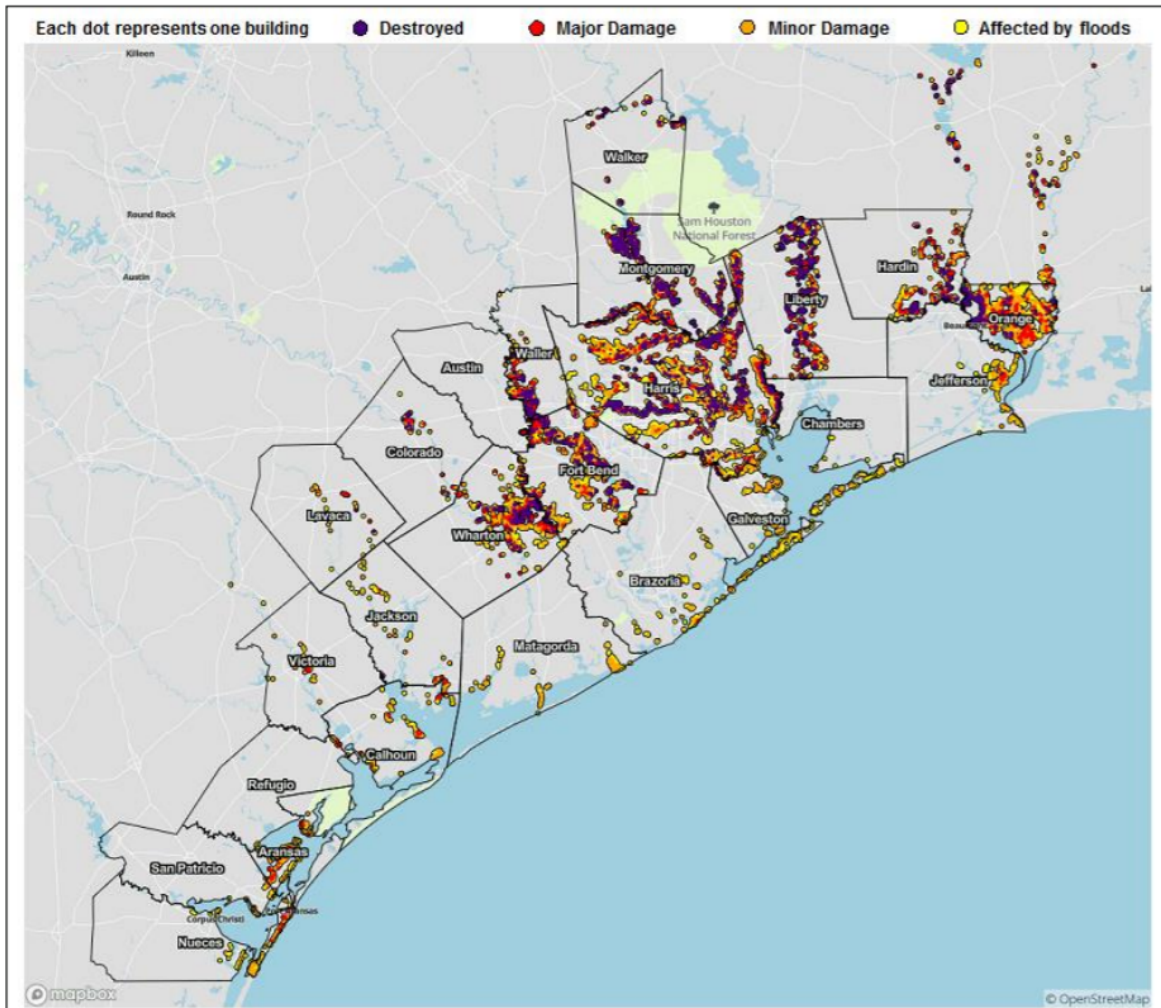 Each dot represents one building Destroyed Major Damage Minor Damage Affected by floods
Killeen
Walker
Round Rock
Sam Houston
National Forest
Austin
Montgomery
Hardin
Liberty
Orange
Waller
Austin
Harris
Jefferson
Chambers
Colorado
Fort Bend
Lavaca
Galveston
Wharton
Brazoria
Jackson
Matagorda
Victoria
Calhoun
Refugio
Aransas
San Patricio
Corpus Christi
Nueces
mapbox
© OpenStreetMap